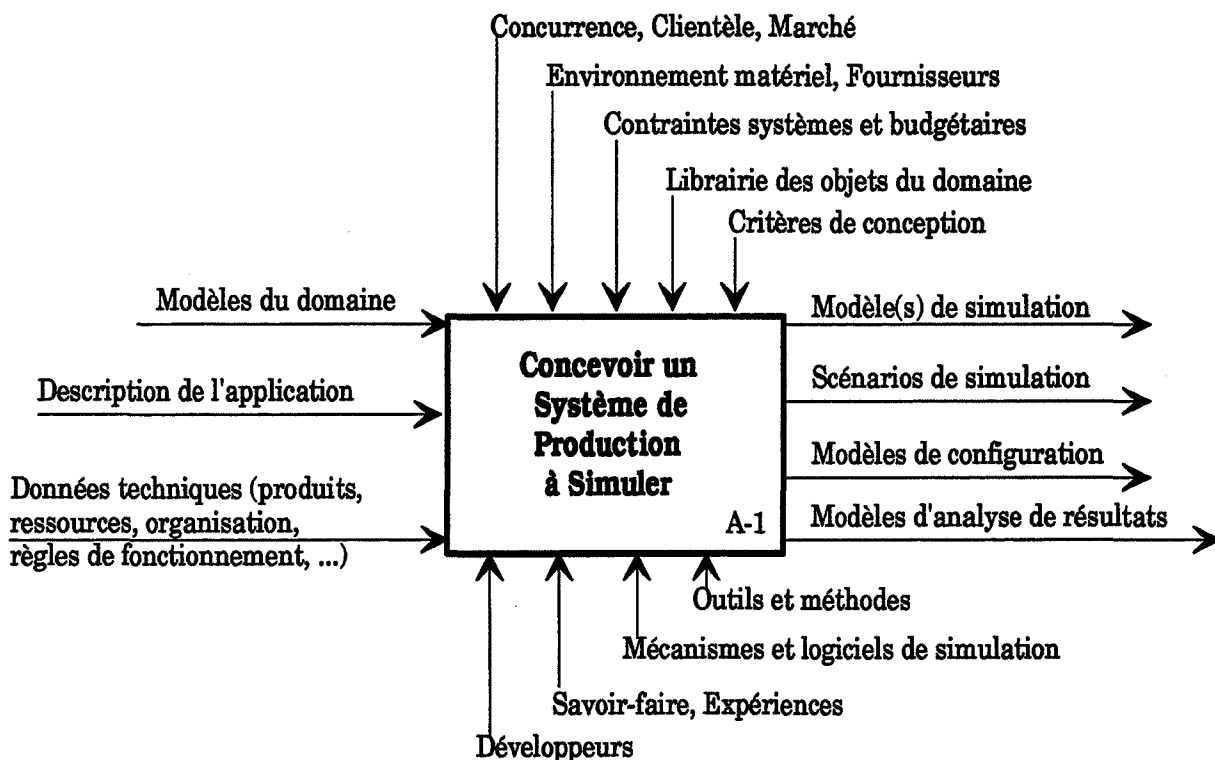 Concurrence, Clientèle, Marché
Environnement matériel, Fournisseurs
Contraintes systèmes et budgétaires
Librairie des objets du domaine
Critères de conception
Modèles du domaine
Description de l'application
Données techniques (produits,
ressources, organisation,
règles de fonctionnement, ...)
Concevoir un
Système de
Production
à Simuler
A-1
Modèle(s) de simulation
Scénarios de simulation
Modèles de configuration
Modèles d'analyse de résultats
Outils et méthodes
Mécanismes et logiciels de simulation
Savoir-faire, Expériences
Développeurs